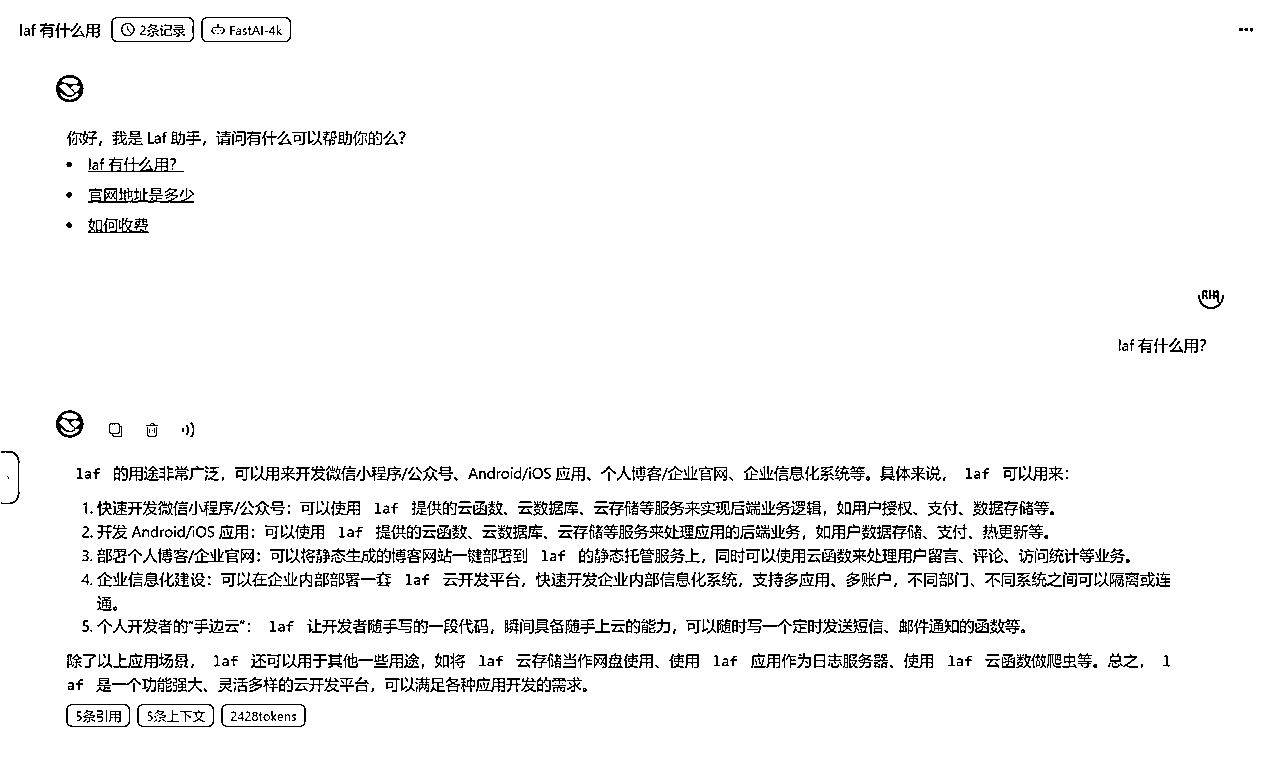 laf 有什么用 2条记录 FastAI-4k
你好，我是 Laf 助手，请问有什么可以帮助你的么？
• laf 有什么用？
• 官网地址是多少
• 如何收费
laf 有什么用？
laf 的用途非常广泛，可以用来开发微信小程序/公众号、Android/iOS 应用、个人博客/企业官网、企业信息化系统等。具体来说， laf 可以用来：
1. 快速开发微信小程序/公众号：可以使用 laf 提供的云函数、云数据库、云存储等服务来实现后端业务逻辑，如用户授权、支付、数据存储等。
2. 开发 Android/iOS 应用：可以使用 laf 提供的云函数、云数据库、云存储等服务来处理应用的后端业务，如用户数据存储、支付、热更新等。
3. 部署个人博客/企业官网：可以将静态生成的博客网站一键部署到 laf 的静态托管服务上，同时可以使用云函数来处理用户留言、评论、访问统计等业务。
4. 企业信息化建设：可以在企业内部部署一套 laf 云开发平台，快速开发企业内部信息化系统，支持多应用、多账户，不同部门、不同系统之间可以隔离或连
通。
5. 个人开发者的“手边云”： laf 让开发者随手写的一段代码，瞬间具备随手上云的能力，可以随时写一个定时发送短信、邮件通知的函数等。
除了以上应用场景， laf 还可以用于其他一些用途，如将 laf 云存储当作网盘使用、使用 laf 应用作为日志服务器、使用 laf 云函数做爬虫等。总之， l
af 是一个功能强大、灵活多样的云开发平台，可以满足各种应用开发的需求。
5条引用 5条上下文 2428tokens